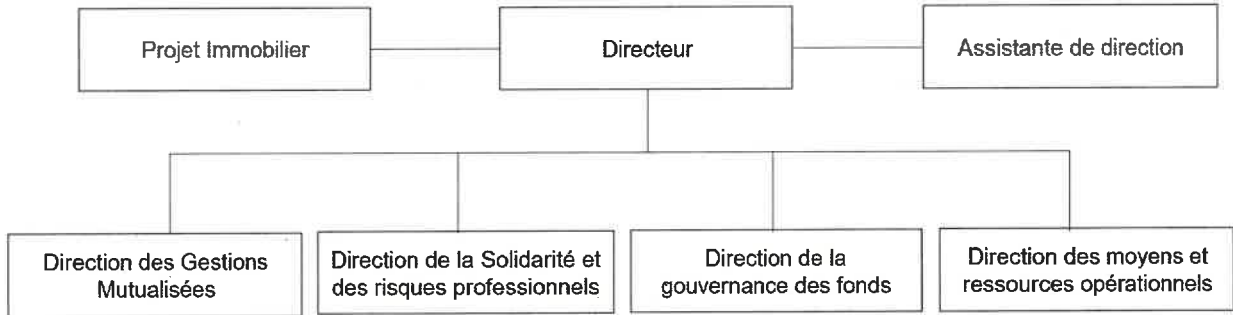 Projet Immobilier
Directeur
Assistante de direction
Direction des Gestions
Mutualisées
Direction de la Solidarité et
des risques professionnels
Direction de la
gouvernance des fonds
Direction des moyens et
ressources opérationnels